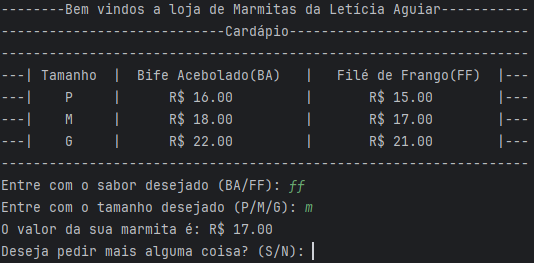 --------Bem vindos a loja de Marmitas da Letícia Aguiar-----------
----------------------------Cardápio------------------------------
------------------------------------------------------------------
---| Tamanho  |  Bife Acebolado(BA)   |   Filé de Frango(FF)  |---
---|    P     |      R$ 16.00         |       R$ 15.00        |---
---|    M     |      R$ 18.00         |       R$ 17.00        |---
---|    G     |      R$ 22.00         |       R$ 21.00        |---
------------------------------------------------------------------
Entre com o sabor desejado (BA/FF): ff
Entre com o tamanho desejado (P/M/G): m
O valor da sua marmita é: R$ 17.00
Deseja pedir mais alguma coisa? (S/N):